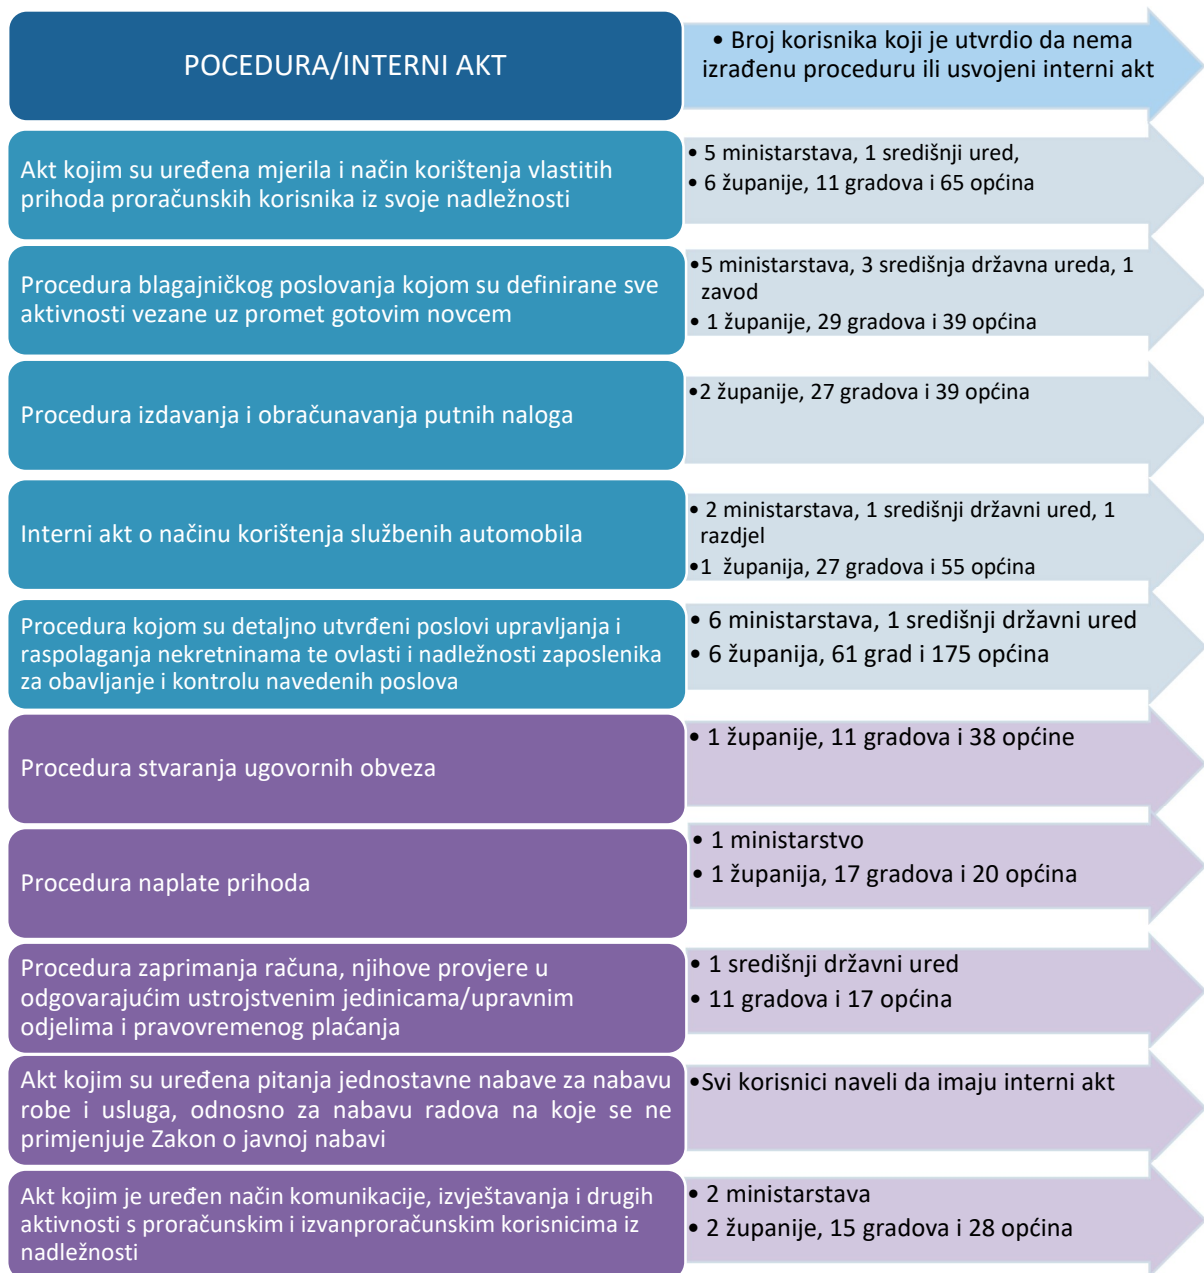 POCEDURA/INTERNI AKT
• Broj korisnika koji je utvrdio da nema
izrađenu proceduru ili usvojeni interni akt
Akt kojim su uređena mjerila i način korištenja vlastitih
prihoda proračunskih korisnika iz svoje nadležnosti
• 5 ministarstava, 1 središnji ured,
• 6 županije, 11 gradova i 65 općina
Procedura blagajničkog poslovanja kojom su definirane sve
aktivnosti vezane uz promet gotovim novcem
•5 ministarstava, 3 središnja državna ureda, 1
zavod
• 1 županije, 29 gradova i 39 općina
Procedura izdavanja i obračunavanja putnih naloga
•2 županije, 27 gradova i 39 općina
Interni akt o načinu korištenja službenih automobila
• 2 ministarstava, 1 središnji državni ured, 1
razdjel
•1 županija, 27 gradova i 55 općina
Procedura kojom su detaljno utvrđeni poslovi upravljanja i
raspolaganja nekretninama te ovlasti i nadležnosti zaposlenika
za obavljanje i kontrolu navedenih poslova
• 6 ministarstava, 1 središnji državni ured
• 6 županija, 61 grad i 175 općina
Procedura stvaranja ugovornih obveza
• 1 županije, 11 gradova i 38 općine
Procedura naplate prihoda
• 1 ministarstvo
• 1 županija, 17 gradova i 20 općina
Procedura zaprimanja računa, njihove provjere u
odgovarajućim ustrojstvenim jedinicama/upravnim
odjelima i pravovremenog plaćanja
• 1 središnji državni ured
• 11 gradova i 17 općina
Akt kojim su uređena pitanja jednostavne nabave za nabavu
robe i usluga, odnosno za nabavu radova na koje se ne
primjenjuje Zakon o javnoj nabavi
•Svi korisnici naveli da imaju interni akt
Akt kojim je uređen način komunikacije, izvještavanja i drugih
aktivnosti s proračunskim i izvanproračunskim korisnicima iz
nadležnosti
• 2 ministarstava
• 2 županije, 15 gradova i 28 općina